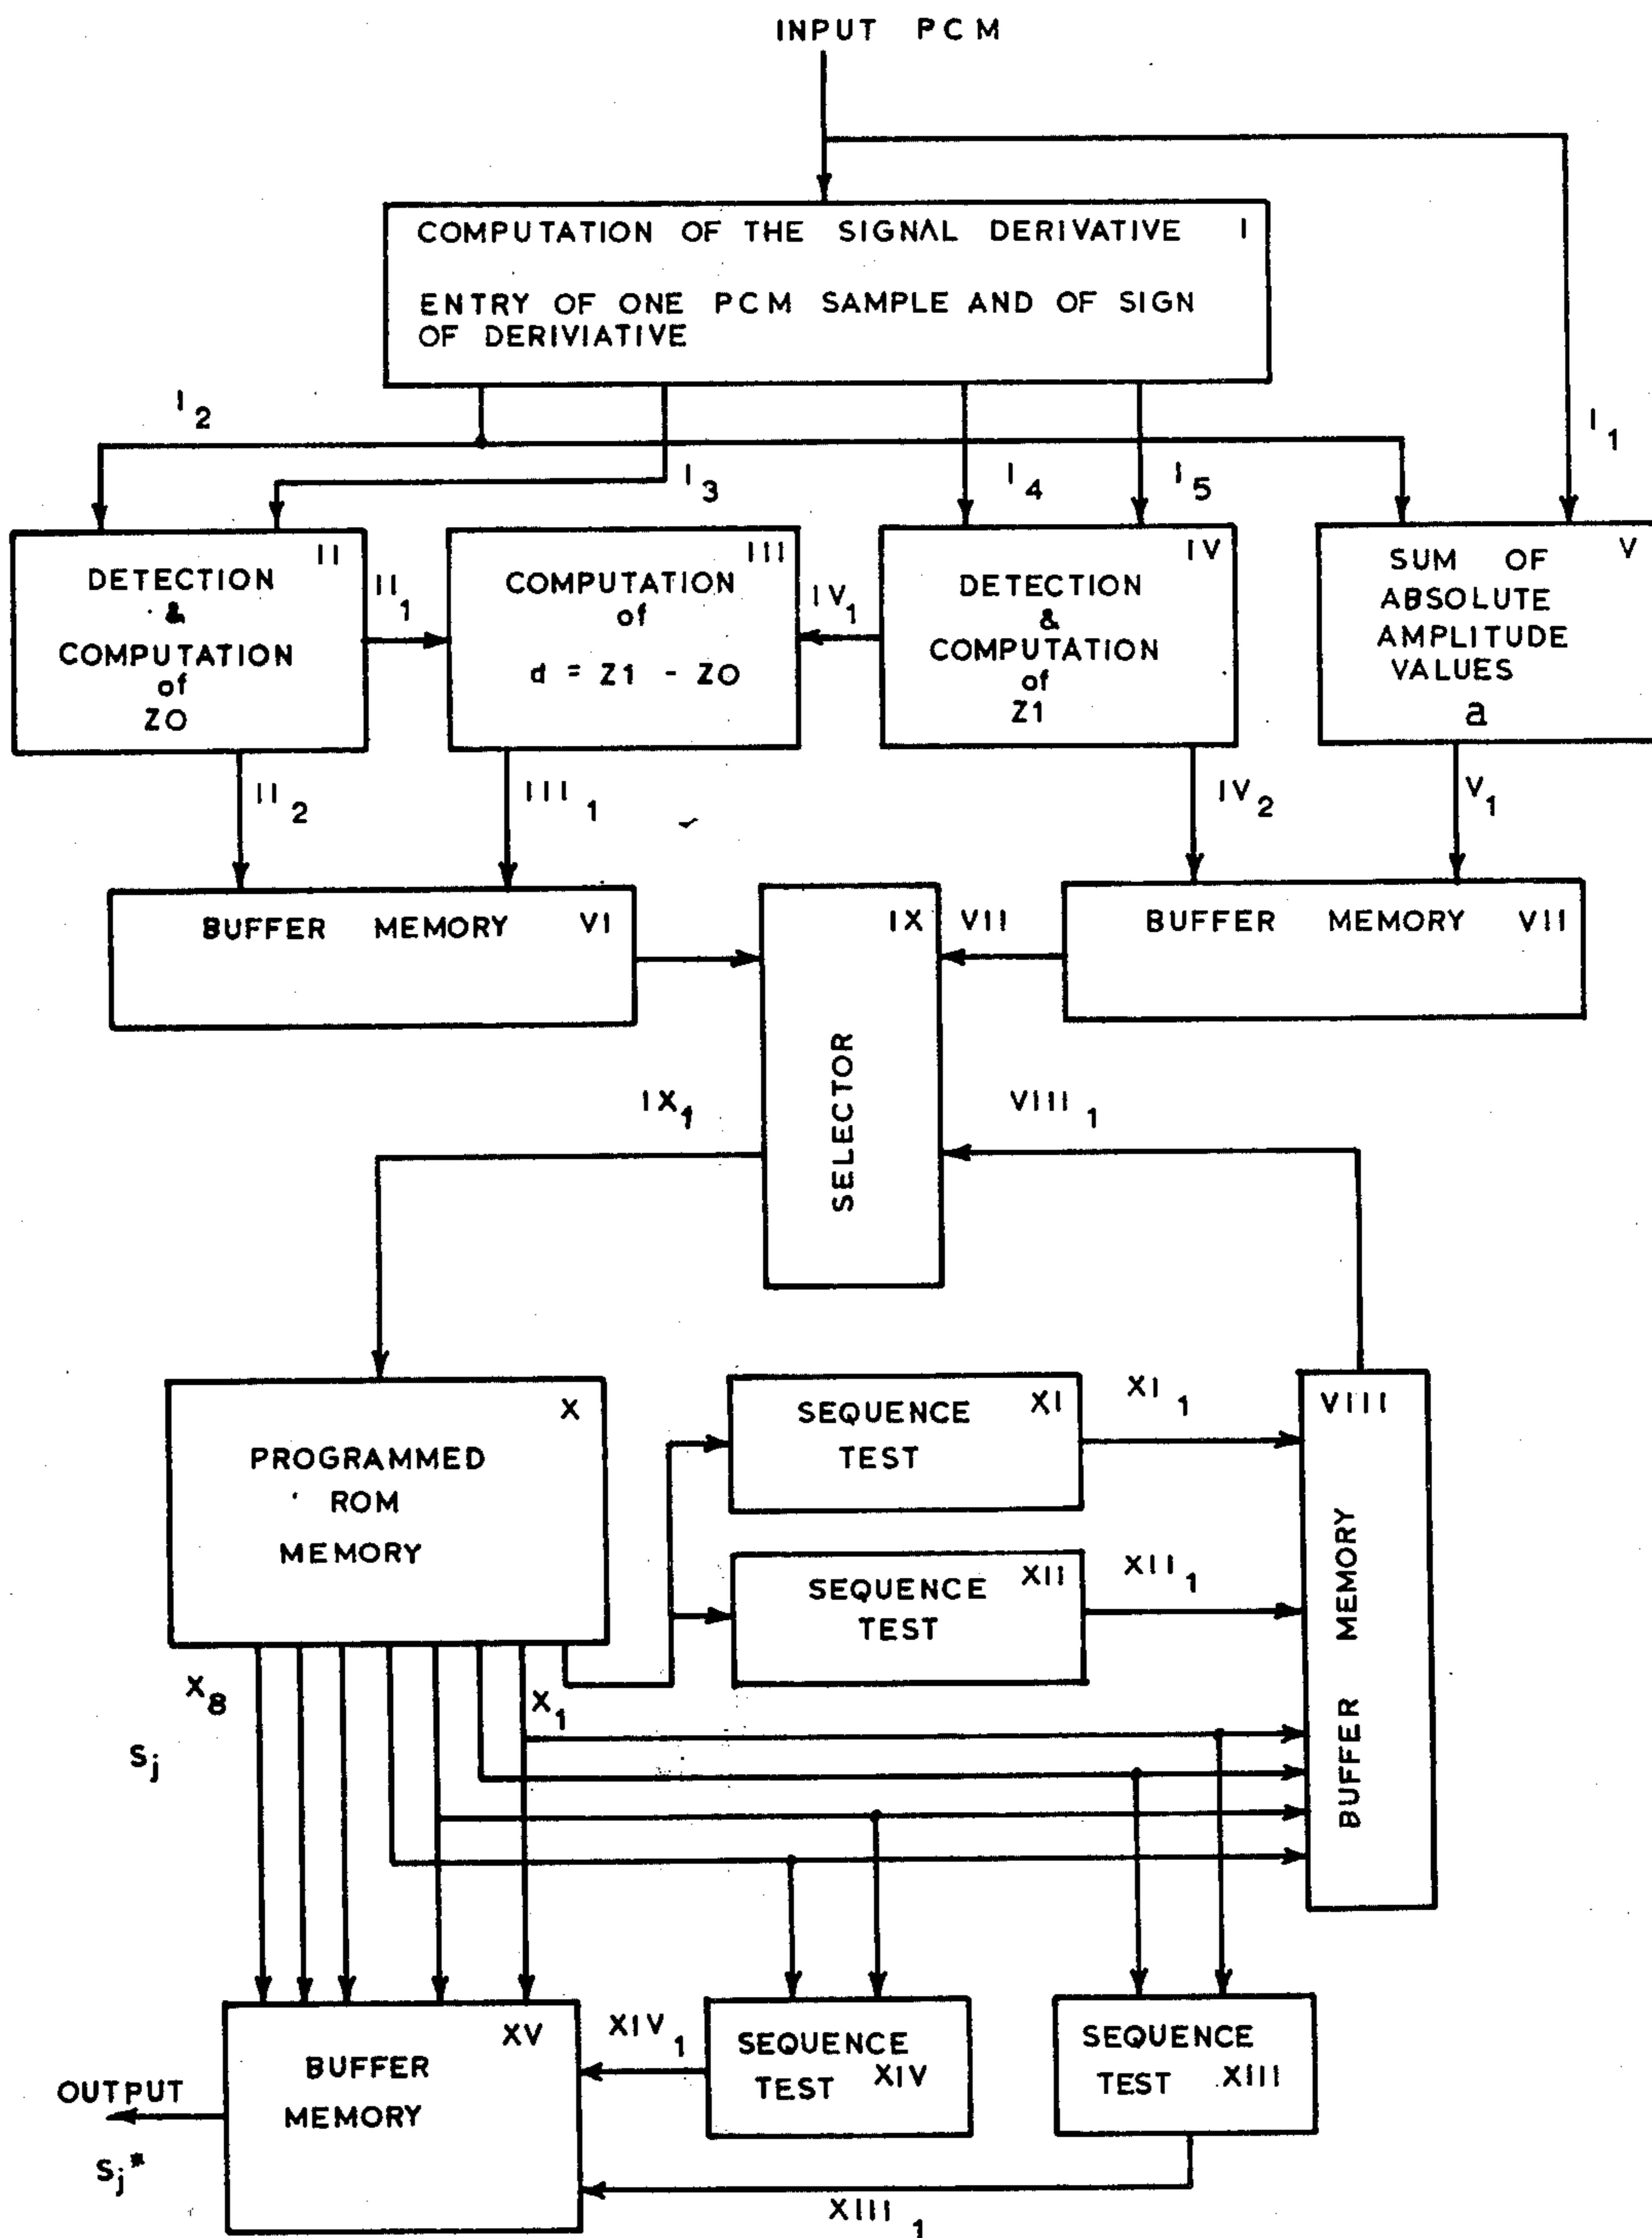 INPUT PCM
COMPUTATION OF THE SIGNAL DERIVATIVE I
ENTRY OF ONE PCM SAMPLE AND OF SIGN
OF DERIVIATIVE
I2
I3
I4
I5
I1
II
DETECTION
&
COMPUTATION
of
Z0
II1
III
COMPUTATION
of
d = Z1 - Z0
IV1
IV
DETECTION
&
COMPUTATION
of
Z1
V
SUM OF
ABSOLUTE
AMPLITUDE
VALUES
a
II2
III1
IV2
V1
BUFFER MEMORY VI
IX
SELECTOR
VII
BUFFER MEMORY VII
IX1
VIII1
X
PROGRAMMED
ROM
MEMORY
SEQUENCE XI
TEST
XI1
SEQUENCE XII
TEST
XII1
VIII
BUFFER MEMORY
X8
X1
Sj
XV
BUFFER
MEMORY
XIV1
SEQUENCE
TEST XIV
SEQUENCE
TEST XIII
OUTPUT
Sj*
XIII1